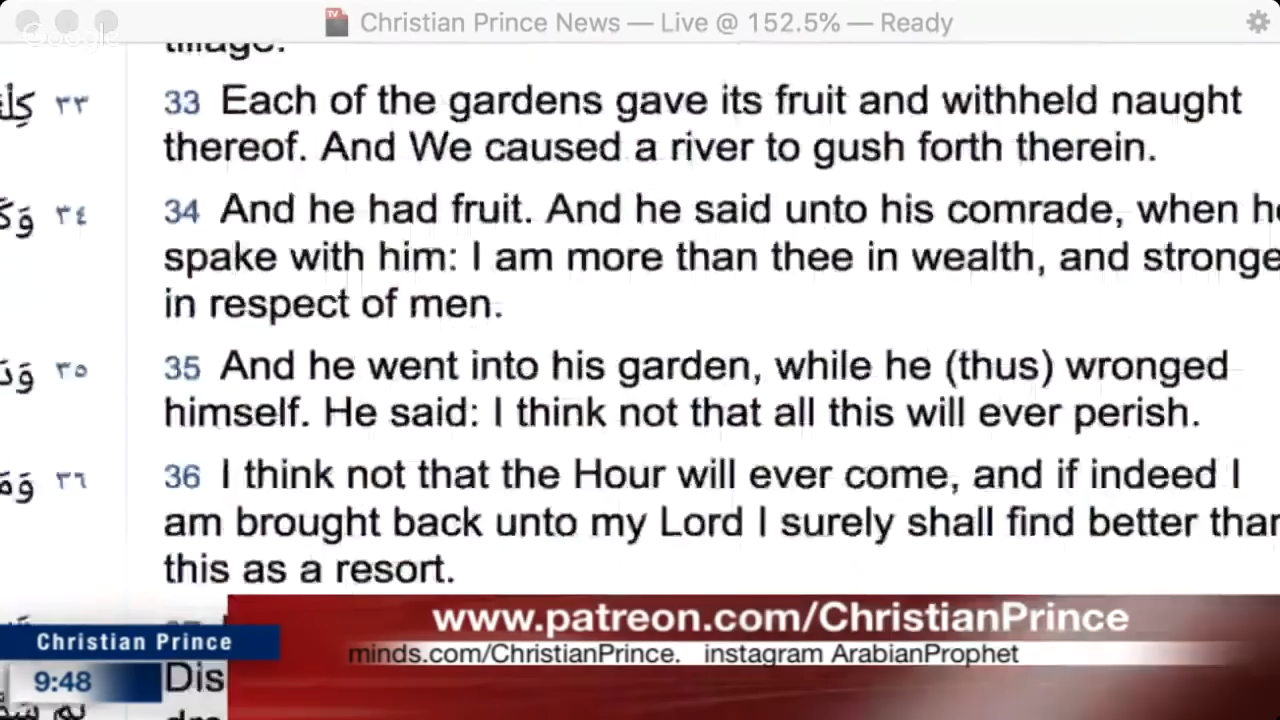 Christian Prince News — Live @ 152.5% — Ready
Google
tillage.
٣٣
33 Each of the gardens gave its fruit and withheld naught
thereof. And We caused a river to gush forth therein.
٣٤
34 And he had fruit. And he said unto his comrade, when he
spake with him: I am more than thee in wealth, and stronge
in respect of men.
٣٥
35 And he went into his garden, while he (thus) wronged
himself. He said: I think not that all this will ever perish.
٣٦
36 I think not that the Hour will ever come, and if indeed I
am brought back unto my Lord I surely shall find better than
this as a resort.
www.patreon.com/ChristianPrince
Christian Prince
minds.com/ChristianPrince. instagram ArabianProphet
9:48
Dis